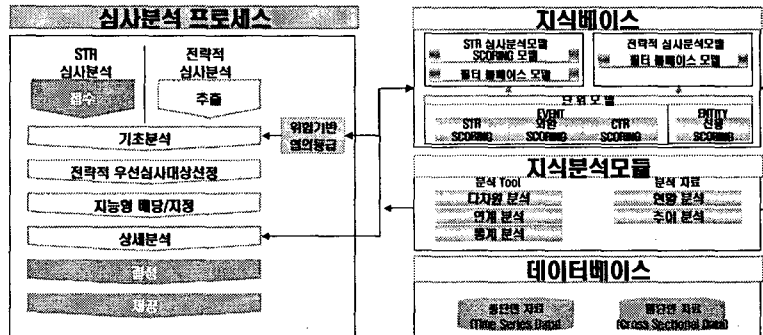 심사분석 프로세스
STR
심사분석
전략적
심사분석
접수
추출
기초분석
전략적 우선심사대상선정
지능형 배당/지정
상세분석
결정
제공
위험기반
혐의등급
지식베이스
STR 심사분석모델
SCORING 모델
필터 룰베이스 모델
전략적 심사분석모델
필터 룰베이스 모델
단위모델
EVENT
STR
SCORING
외환
SCORING
CTR
SCORING
ENTITY
신용
SCORING
지식분석모듈
분석 Tool
다차원 분석
연계 분석
통계 분석
분석 자료
현황 분석
추이 분석
데이터베이스
종단면 자료
(Time Series Data)
횡단면 자료
(Cross Sectional Data)